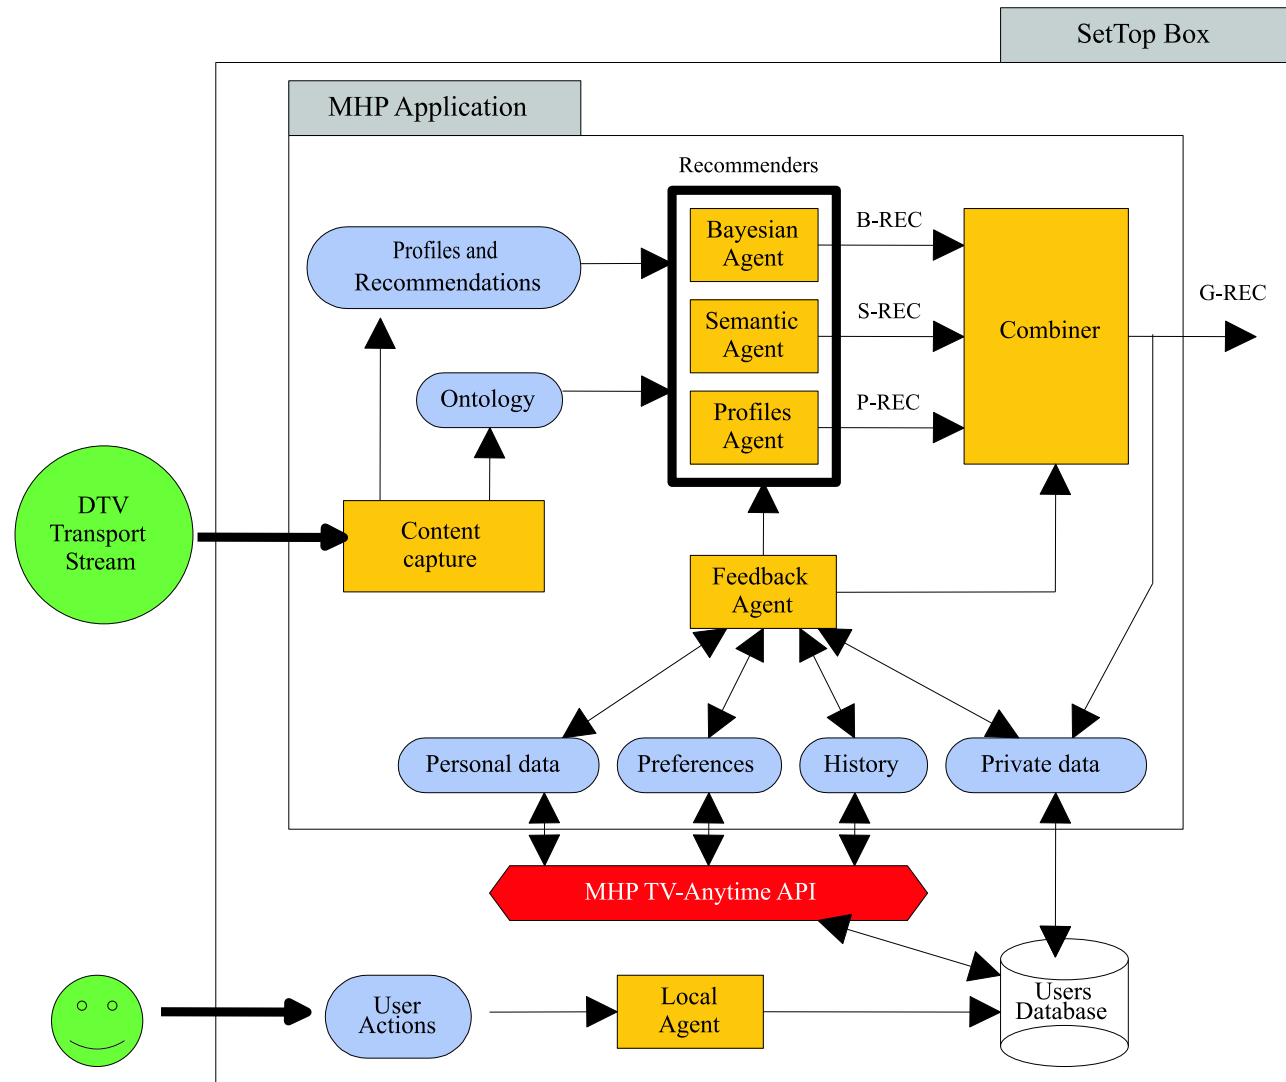 SetTop Box
MHP Application
Recommenders
Profiles and
Recommendations
Bayesian
Agent
B-REC
Semantic
Agent
S-REC
Combiner
G-REC
Ontology
Profiles
Agent
P-REC
DTV
Transport
Stream
Content
capture
Feedback
Agent
Personal data
Preferences
History
Private data
MHP TV-Anytime API
User
Actions
Local
Agent
Users
Database